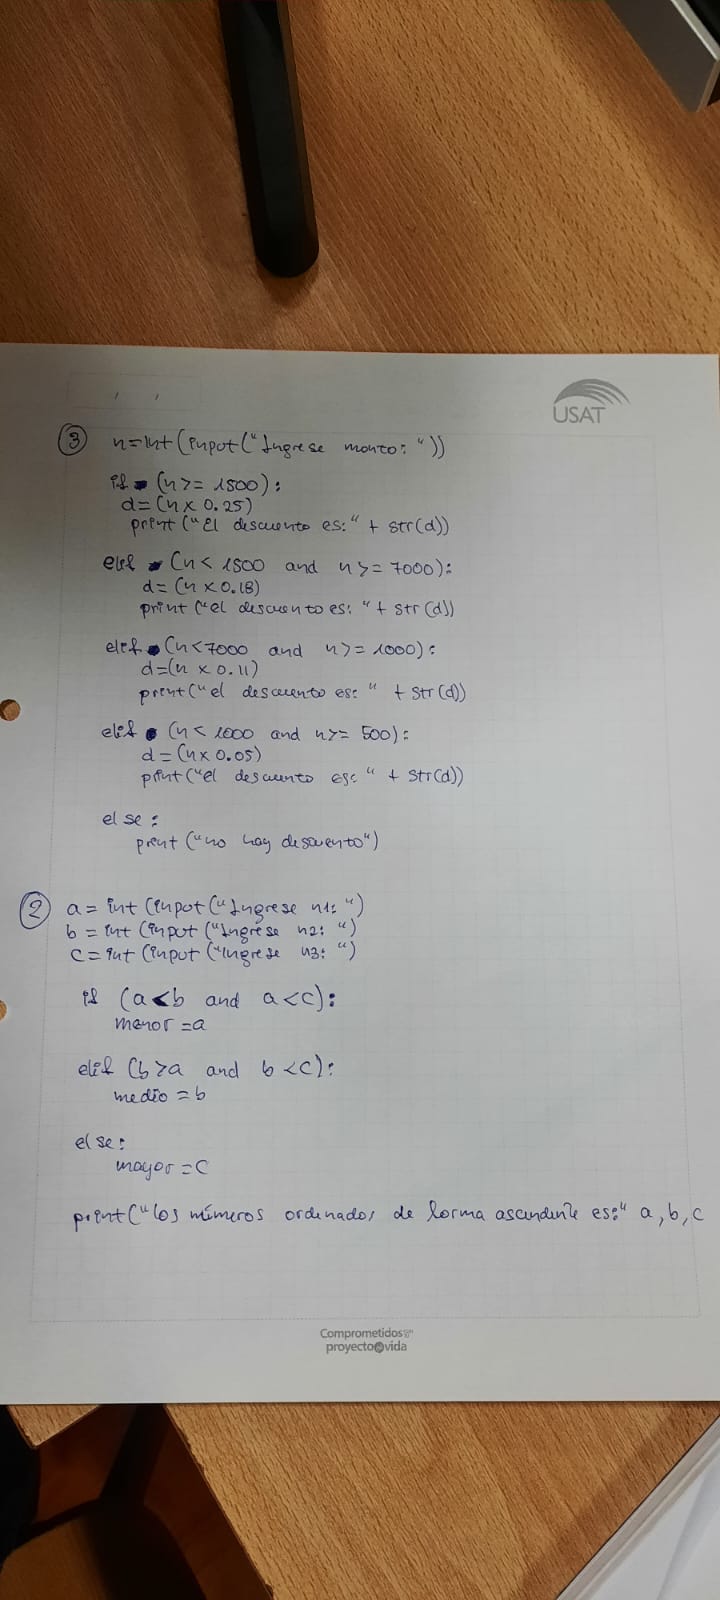 USAT
③ n=int(input("Ingrese monto: "))
if (n>= 1500):
d=(n x 0.25)
print("El descuento es:" + str(d))
elif (n< 1500 and n>= 7000):
d=(n x 0.18)
print("el descuento es: "+ str(d))
elif (n<7000 and n>= 1000):
d=(n x 0.11)
print("el descuento es: " + str(d))
elif (n< 1000 and n>= 500):
d=(n x 0.05)
print("el descuento es: " + str(d))
else:
print("no hay descuento")
② a= int(input("Ingrese n1: ")
b = int(input("Ingrese n2: ")
c=int(input("Ingrese n3: ")
if (a<b and a<c):
menor=a
elif (b>a and b<c):
medio=b
else:
mayor=c
print("los números ordenados de forma ascendente es:" a,b,c
Comprometidos
proyecto vida